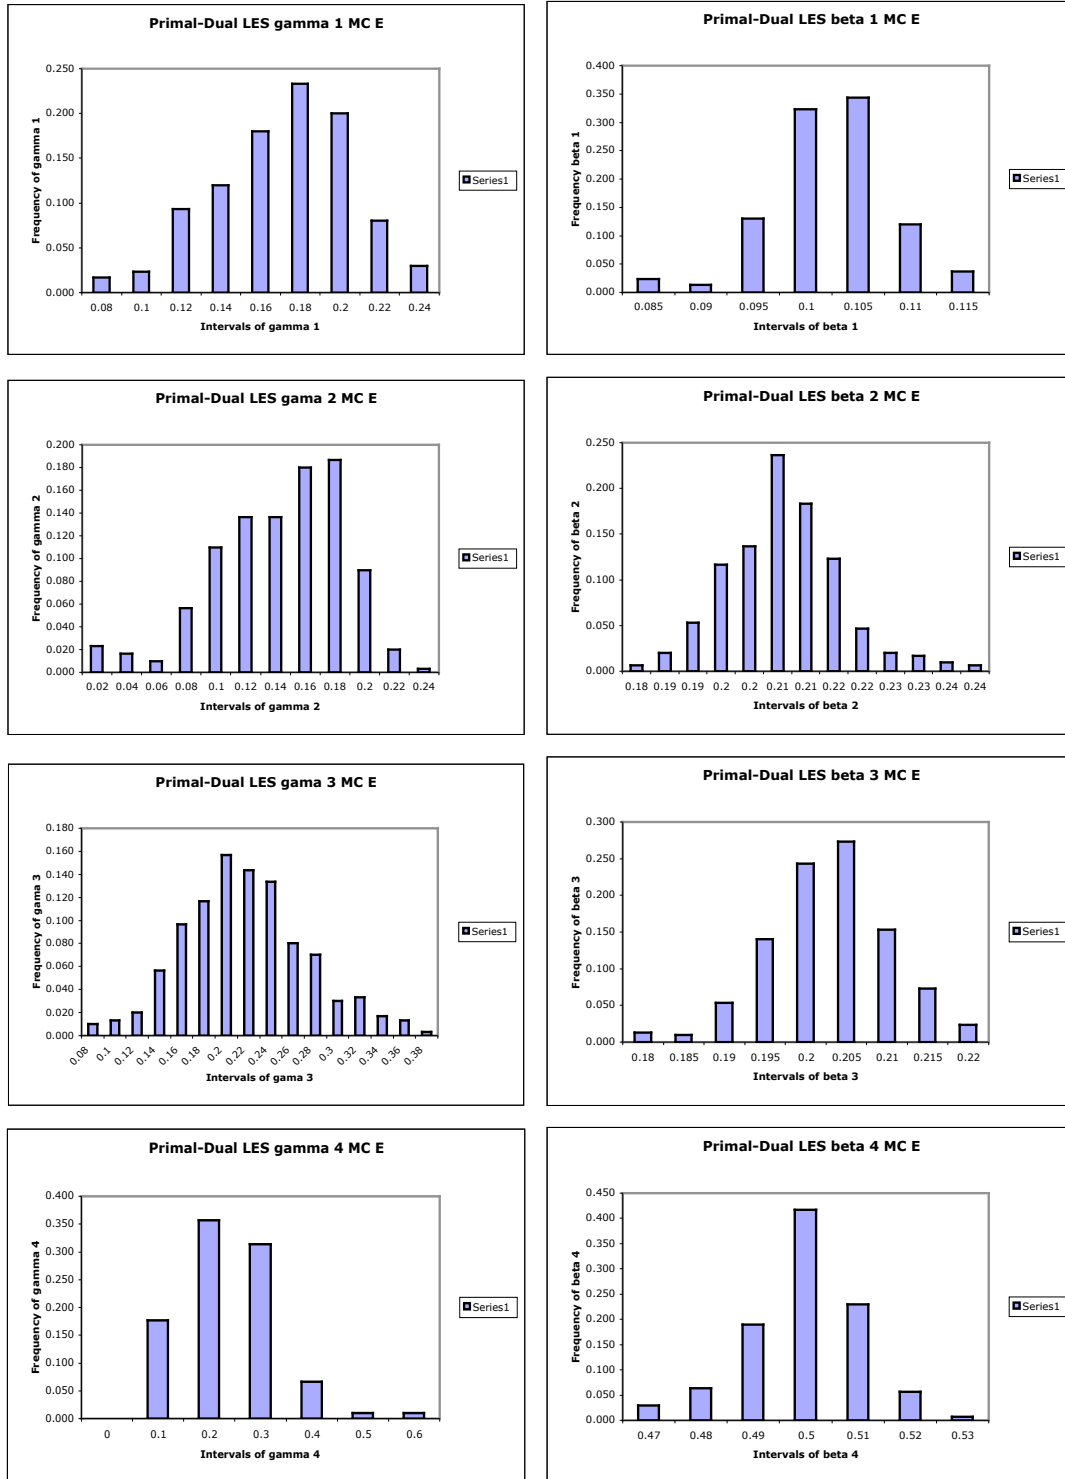 Primal-Dual LES gamma 1 MC E
Frequency of gamma 1
0.250
0.200
0.150
0.100
0.050
0.000
0.08 0.1 0.12 0.14 0.16 0.18 0.2 0.22 0.24
Intervals of gamma 1
Series1
Primal-Dual LES beta 1 MC E
Frequency beta 1
0.400
0.350
0.300
0.250
0.200
0.150
0.100
0.050
0.000
0.085 0.09 0.095 0.1 0.105 0.11 0.115
Intervals of beta 1
Series1
Primal-Dual LES gama 2 MC E
Frequency of gamma 2
0.200
0.180
0.160
0.140
0.120
0.100
0.080
0.060
0.040
0.020
0.000
0.02 0.04 0.06 0.08 0.1 0.12 0.14 0.16 0.18 0.2 0.22 0.24
Intervals of gamma 2
Series1
Primal-Dual LES beta 2 MC E
Frequency of beta 2
0.250
0.200
0.150
0.100
0.050
0.000
0.18 0.19 0.19 0.2 0.2 0.21 0.21 0.22 0.22 0.23 0.23 0.24 0.24
Intervals of beta 2
Series1
Primal-Dual LES gama 3 MC E
Frequency of gama 3
0.180
0.160
0.140
0.120
0.100
0.080
0.060
0.040
0.020
0.000
0.08 0.1 0.12 0.14 0.16 0.18 0.2 0.22 0.24 0.26 0.28 0.3 0.32 0.34 0.36 0.38
Intervals of gama 3
Series1
Primal-Dual LES beta 3 MC E
Frequency of beta 3
0.300
0.250
0.200
0.150
0.100
0.050
0.000
0.18 0.185 0.19 0.195 0.2 0.205 0.21 0.215 0.22
Intervals of beta 3
Series1
Primal-Dual LES gamma 4 MC E
Frequency of gamma 4
0.400
0.350
0.300
0.250
0.200
0.150
0.100
0.050
0.000
0 0.1 0.2 0.3 0.4 0.5 0.6
Intervals of gamma 4
Series1
Primal-Dual LES beta 4 MC E
Frequency of beta 4
0.450
0.400
0.350
0.300
0.250
0.200
0.150
0.100
0.050
0.000
0.47 0.48 0.49 0.5 0.51 0.52 0.53
Intervals of beta 4
Series1